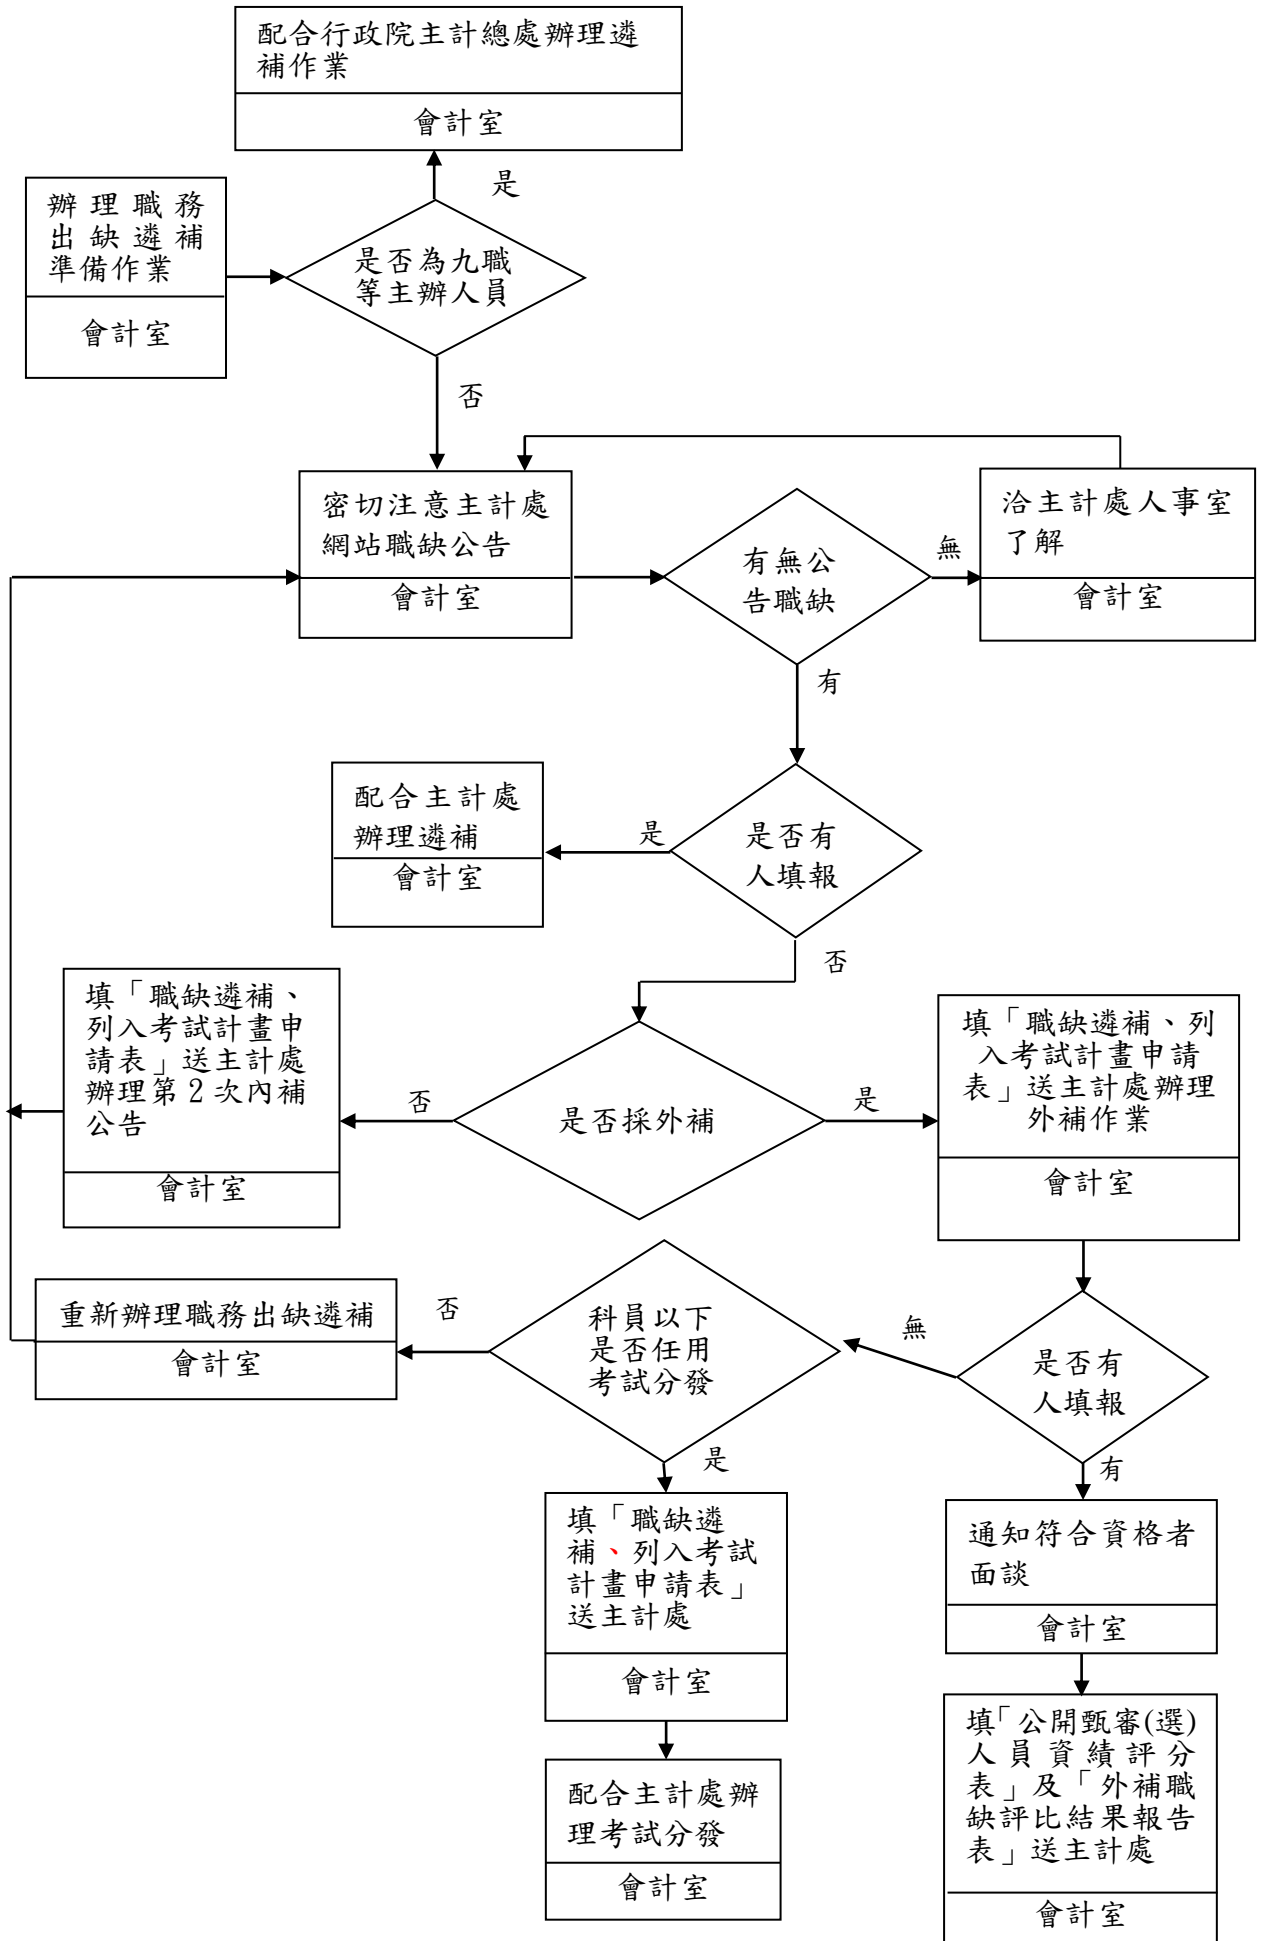 配合行政院主計總處辦理遴
補作業
會計室
是
辦理職務
出缺遴補
準備作業
會計室
是否為九職
等主辦人員
否
密切注意主計處
網站職缺公告
會計室
有無公
告職缺
無
洽主計處人事室
了解
會計室
有
配合主計處
辦理遴補
會計室
是
是否有
人填報
否
填「職缺遴補、
列入考試計畫申
請表」送主計處
辦理第2次內補
公告
會計室
否
是否採外補
是
填「職缺遴補、列
入考試計畫申請
表」送主計處辦理
外補作業
會計室
重新辦理職務出缺遴補
會計室
否
科員以下
是否任用
考試分發
無
是否有
人填報
是
有
填「職缺遴
補、列入考試
計畫申請表」
送主計處
會計室
通知符合資格者
面談
會計室
配合主計處辦
理考試分發
會計室
填「公開甄審(選)
人員資績評分
表」及「外補職
缺評比結果報告
表」送主計處
會計室